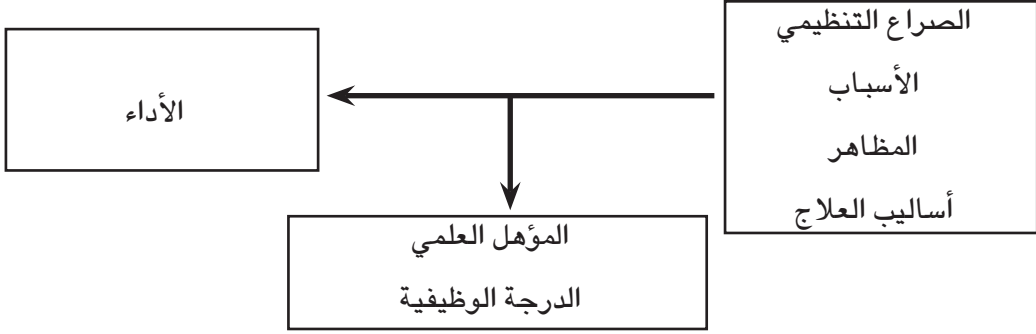 الصراع التنظيمي
الأسباب
المظاهر
أساليب العلاج
الأداء
المؤهل العلمي
الدرجة الوظيفية